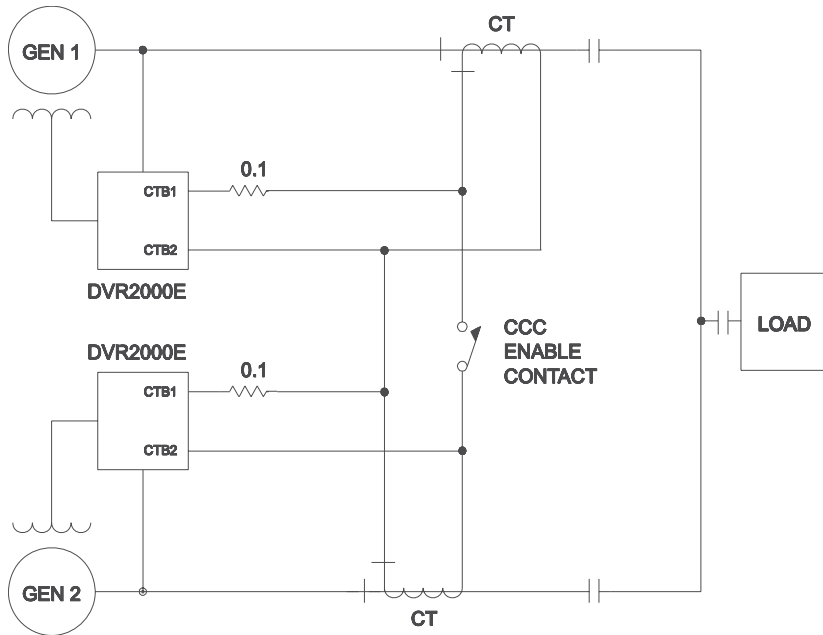 CT
GEN 1
0.1
CTB1
CTB2
DVR2000E
CCC
ENABLE
CONTACT
LOAD
DVR2000E
0.1
CTB1
CTB2
GEN 2
CT